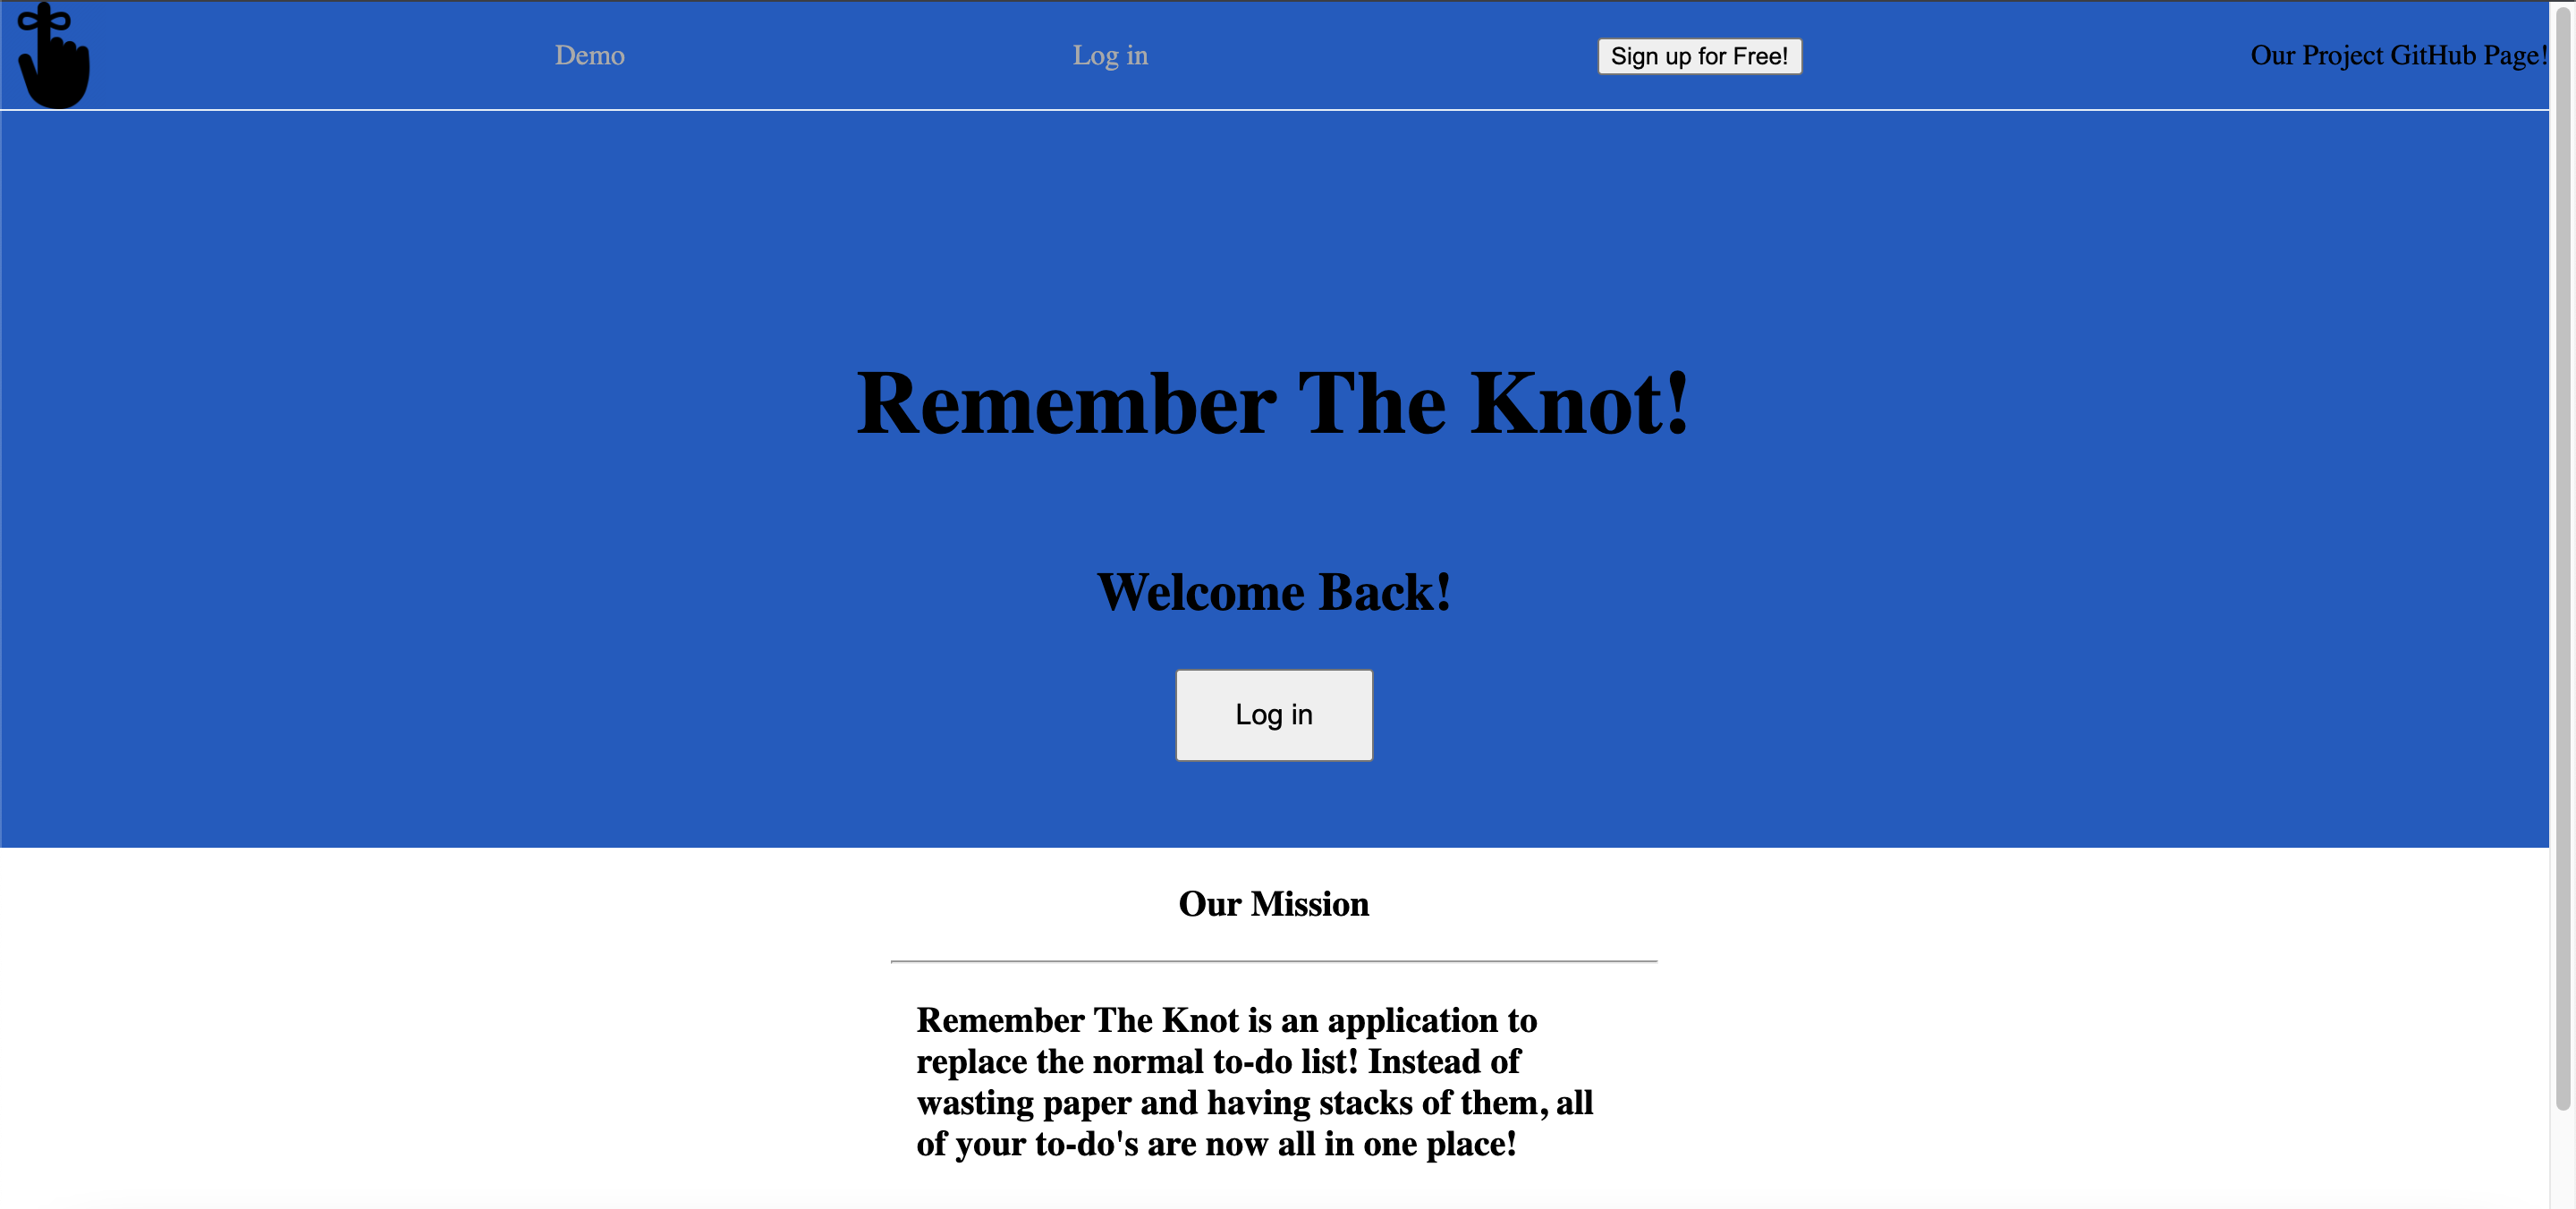 Demo
Log in
Sign up for Free!
Our Project GitHub Page!
Remember The Knot!
Welcome Back!
Log in
Our Mission
Remember The Knot is an application to
replace the normal to-do list! Instead of
wasting paper and having stacks of them, all
of your to-do's are now all in one place!